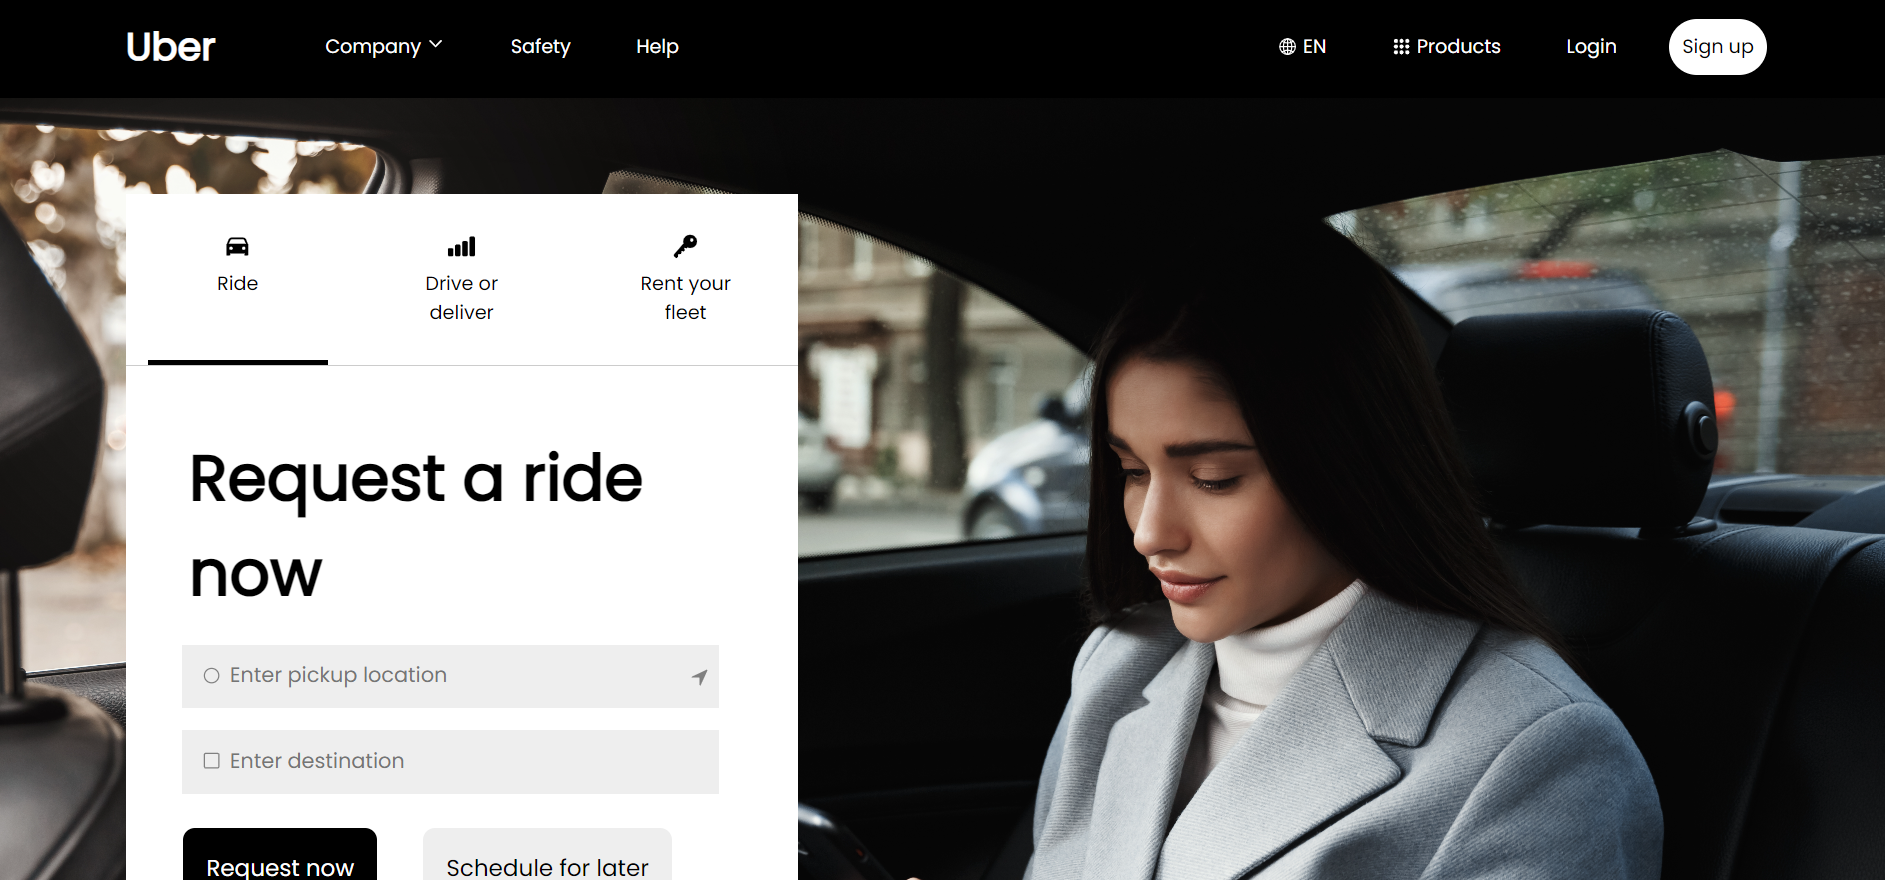 Uber
Company
Safety
Help
EN
Products
Login
Sign up
Ride
Drive or
deliver
Rent your
fleet
Request a ride
now
Enter pickup location
Enter destination
Request now
Schedule for later